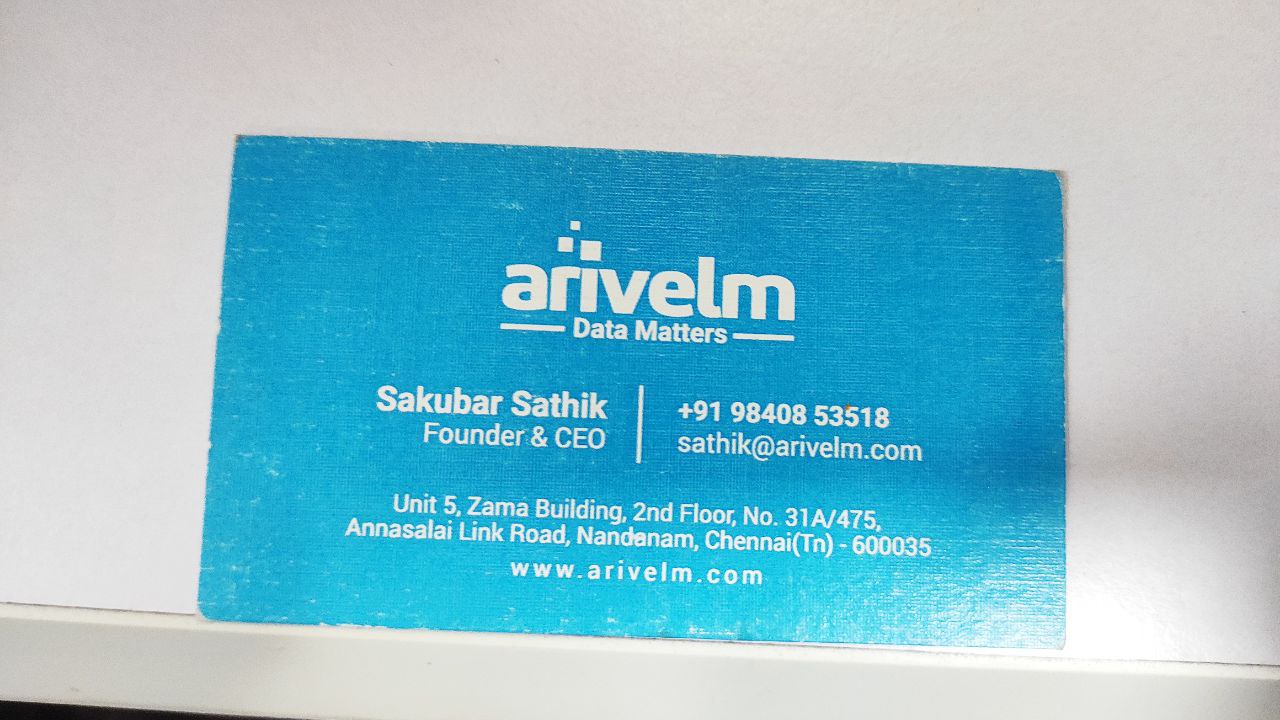 arivelm
Data Matters
Sakubar Sathik
Founder & CEO
+91 98408 53518
sathik@arivelm.com
Unit 5, Zama Building, 2nd Floor, No. 31A/475,
Annasalai Link Road, Nandanam, Chennai(Tn) - 600035
www.arivelm.com